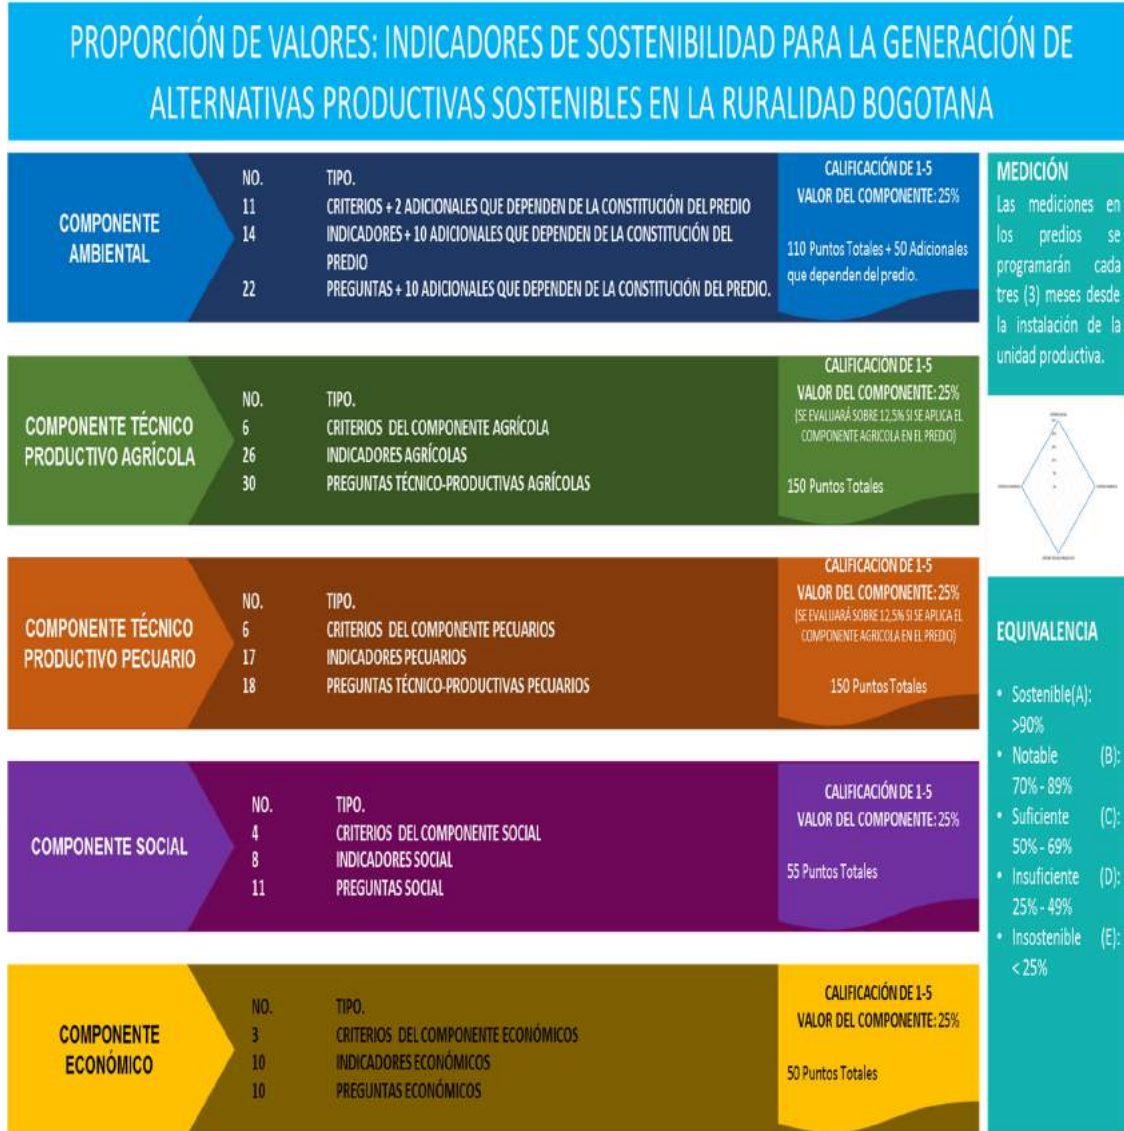 PROPORCIÓN DE VALORES: INDICADORES DE SOSTENIBILIDAD PARA LA GENERACIÓN DE
ALTERNATIVAS PRODUCTIVAS SOSTENIBLES EN LA RURALIDAD BOGOTANA
COMPONENTE
AMBIENTAL
NO. TIPO.
11 CRITERIOS + 2 ADICIONALES QUE DEPENDEN DE LA CONSTITUCIÓN DEL PREDIO
14 INDICADORES + 10 ADICIONALES QUE DEPENDEN DE LA CONSTITUCIÓN DEL
PREDIO
22 PREGUNTAS + 10 ADICIONALES QUE DEPENDEN DE LA CONSTITUCIÓN DEL PREDIO.
CALIFICACIÓN DE 1-5
VALOR DEL COMPONENTE: 25%
110 Puntos Totales + 50 Adicionales
que dependen del predio.
COMPONENTE TÉCNICO
PRODUCTIVO AGRÍCOLA
NO. TIPO.
6 CRITERIOS DEL COMPONENTE AGRÍCOLA
26 INDICADORES AGRÍCOLAS
30 PREGUNTAS TÉCNICO-PRODUCTIVAS AGRÍCOLAS
CALIFICACIÓN DE 1-5
VALOR DEL COMPONENTE: 25%
(SE EVALUARÁ SOBRE 12,5% SI SE APLICA EL
COMPONENTE AGRICOLA EN EL PREDIO)
150 Puntos Totales
COMPONENTE TÉCNICO
PRODUCTIVO PECUARIO
NO. TIPO.
6 CRITERIOS DEL COMPONENTE PECUARIOS
17 INDICADORES PECUARIOS
18 PREGUNTAS TÉCNICO-PRODUCTIVAS PECUARIOS
CALIFICACIÓN DE 1-5
VALOR DEL COMPONENTE: 25%
(SE EVALUARÁ SOBRE 12,5% SI SE APLICA EL
COMPONENTE AGRICOLA EN EL PREDIO)
150 Puntos Totales
COMPONENTE SOCIAL
NO. TIPO.
4 CRITERIOS DEL COMPONENTE SOCIAL
8 INDICADORES SOCIAL
11 PREGUNTAS SOCIAL
CALIFICACIÓN DE 1-5
VALOR DEL COMPONENTE: 25%
55 Puntos Totales
COMPONENTE
ECONÓMICO
NO. TIPO.
3 CRITERIOS DEL COMPONENTE ECONÓMICOS
10 INDICADORES ECONÓMICOS
10 PREGUNTAS ECONÓMICOS
CALIFICACIÓN DE 1-5
VALOR DEL COMPONENTE: 25%
50 Puntos Totales
MEDICIÓN
Las mediciones en
los predios se
programarán cada
tres (3) meses desde
la instalación de la
unidad productiva.
EQUIVALENCIA
• Sostenible(A):
>90%
• Notable (B):
70% - 89%
• Suficiente (C):
50% - 69%
• Insuficiente (D):
25% - 49%
• Insostenible (E):
< 25%